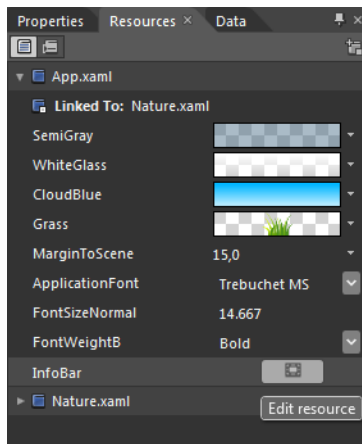 Properties Resources × Data
App.xaml
Linked To: Nature.xaml
SemiGray
WhiteGlass
CloudBlue
Grass
MarginToScene 15,0
ApplicationFont Trebuchet MS
FontSizeNormal 14.667
FontWeightB Bold
InfoBar
Nature.xaml
Edit resource